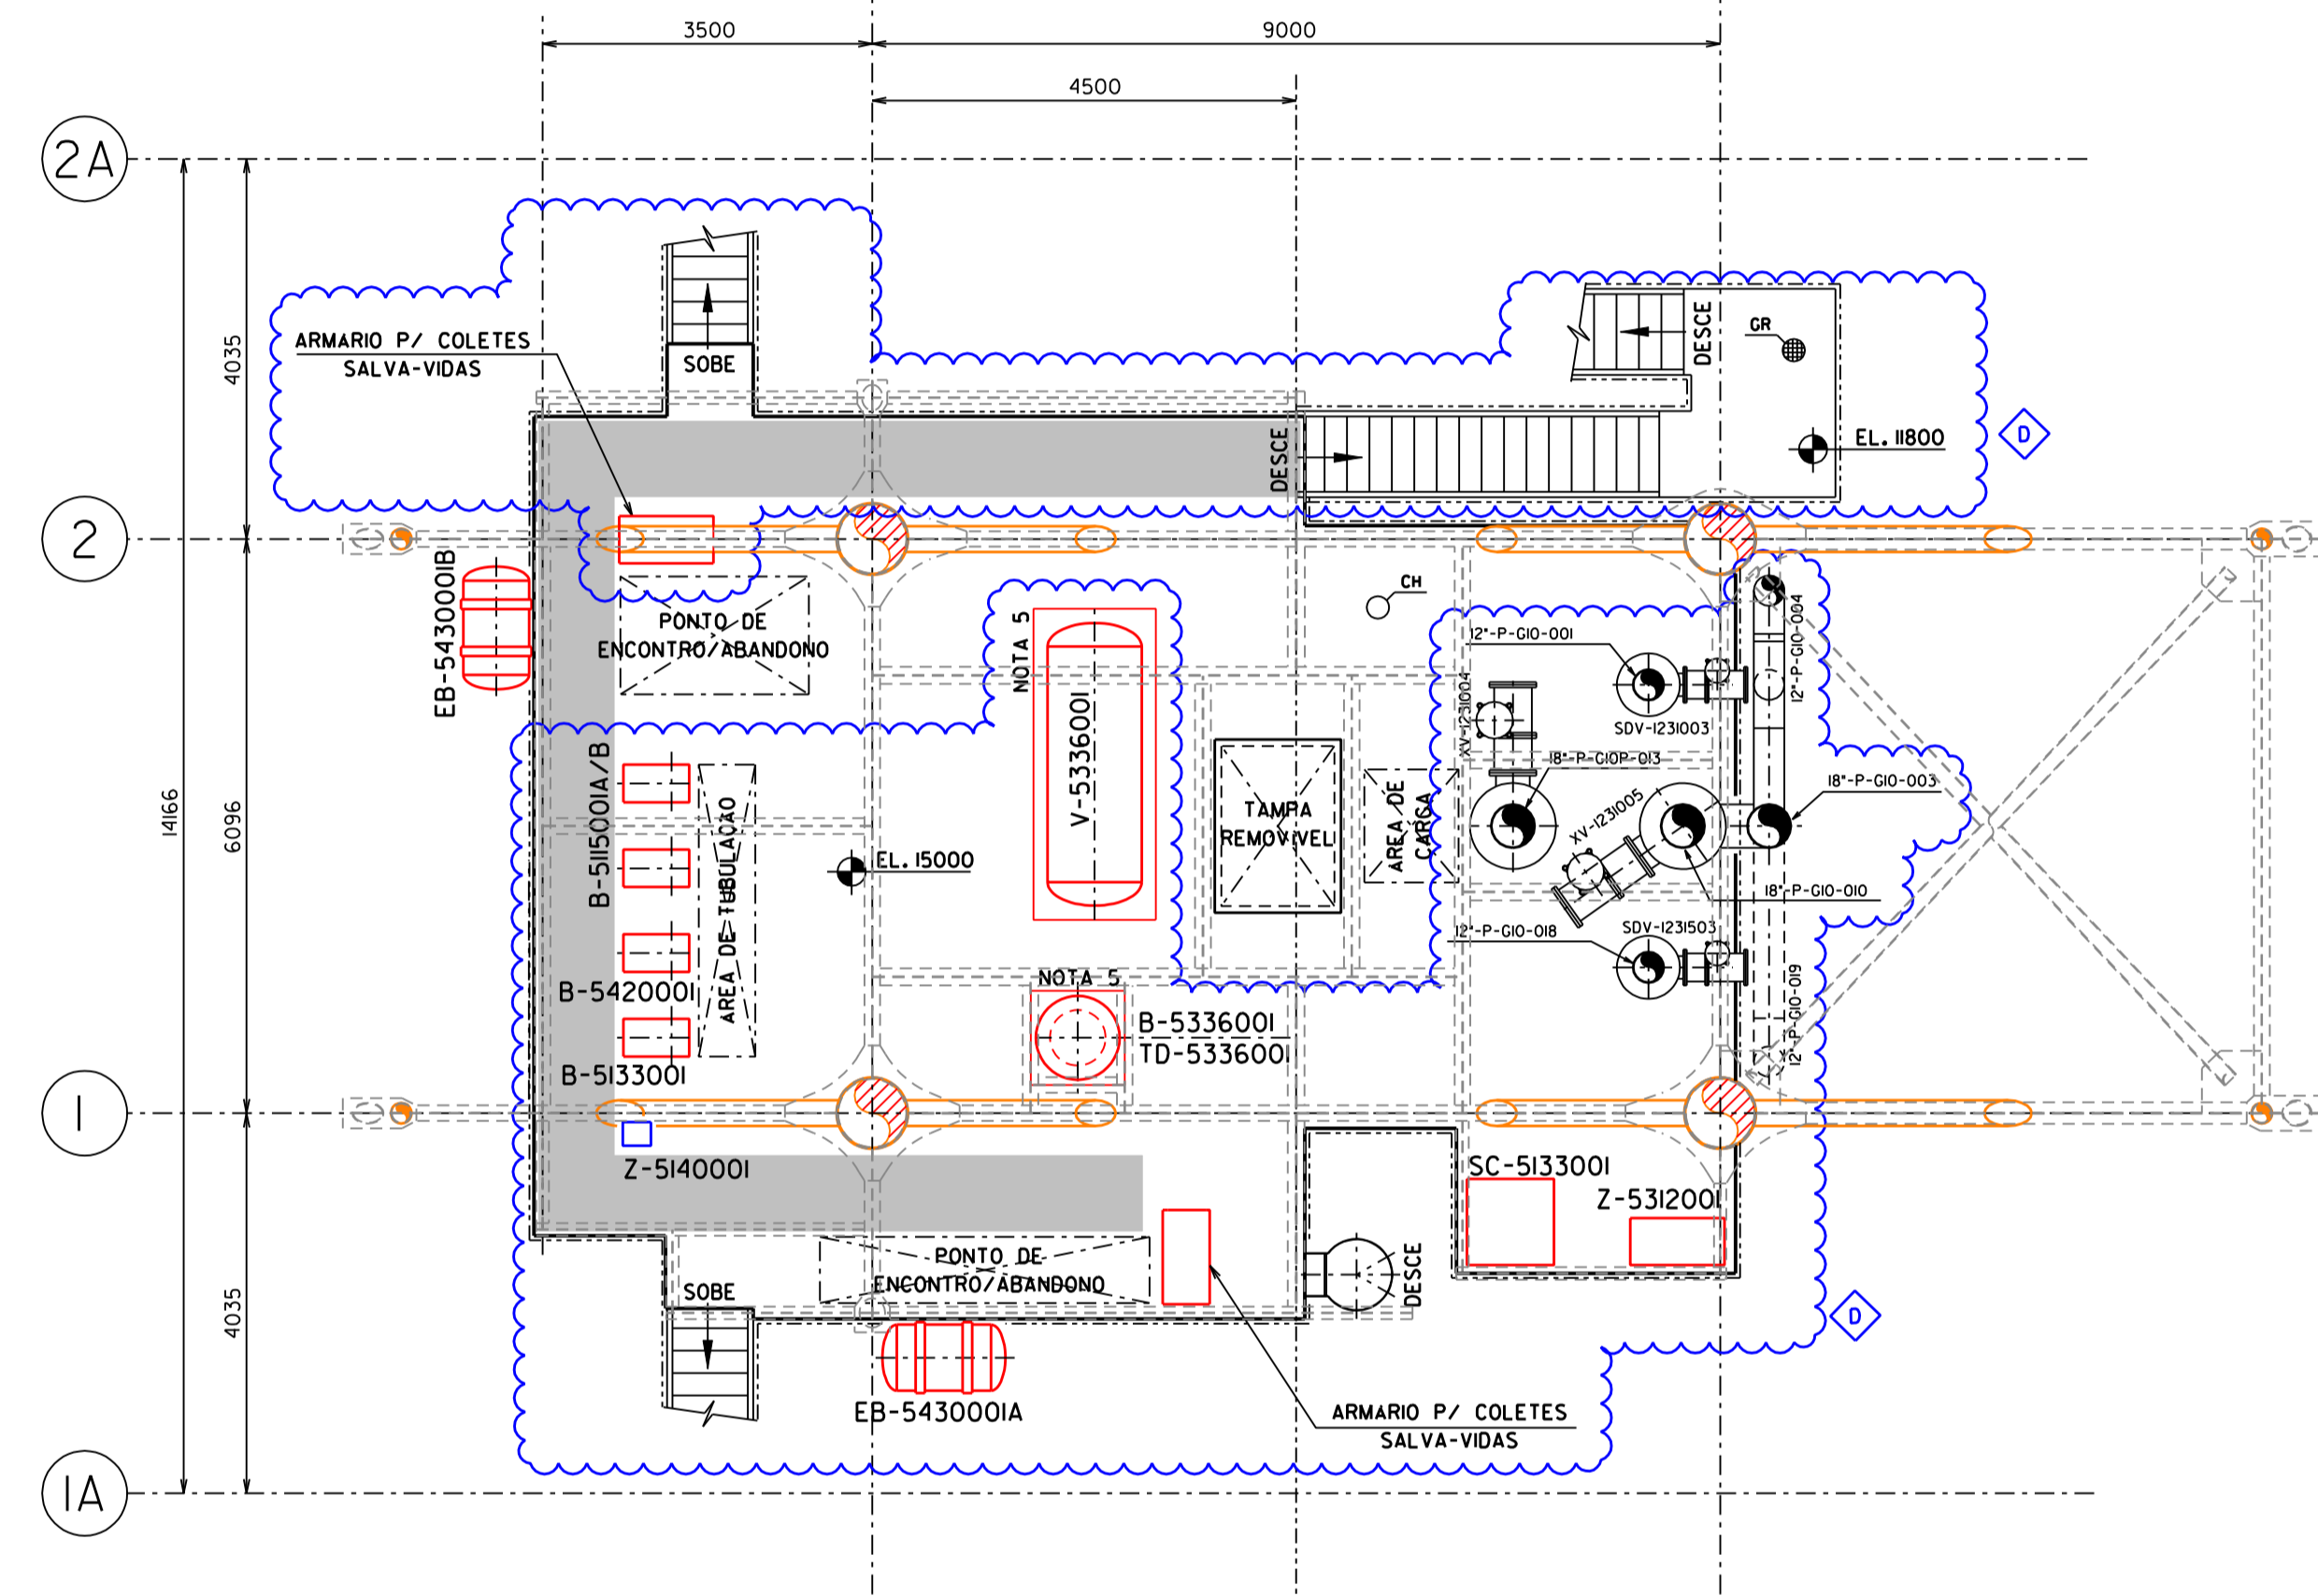 3500
9000
4500
2A
ARMARIO P/ COLETES
SALVA-VIDAS
SOBE
DESCE
GR
4035
DESCE
EL. 11800
D
2
EB-5430001B
PONTO DE
ENCONTRO/ABANDONO
NOTA 5
CH
12"-P-G10-001
12"-P-G10-004
XV-1231004
SDV-1231003
B-5115001A/B
V-5336001
18"-P-G10P-013
18"-P-G10-003
14166
6096
AREA DE TUBULAÇAO
TAMPA
REMOVIVEL
AREA DE
CARGA
XV-1231005
EL. 15000
18"-P-G10-010
12"-P-G10-018
SDV-1231503
B-5420001
NOTA 5
12"-P-G10-019
B-5336001
TD-5336001
B-5133001
1
Z-5140001
SC-5133001
Z-5312001
PONTO DE
ENCONTRO/ABANDONO
DESCE
SOBE
4035
D
EB-5430001A
ARMARIO P/ COLETES
SALVA-VIDAS
1A